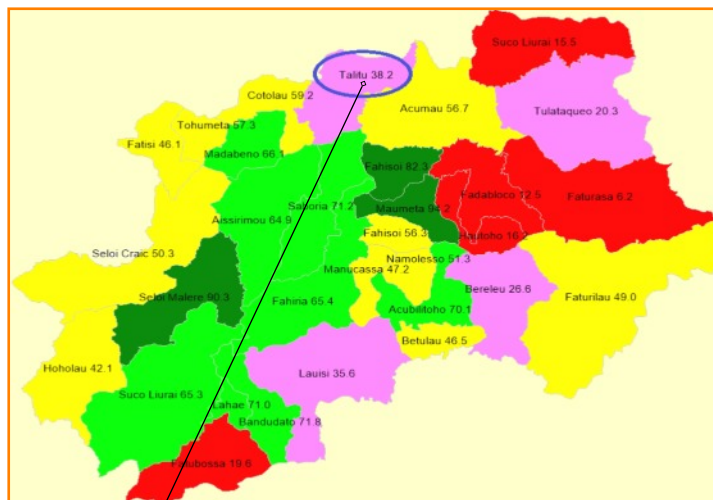 Suco Liurai 15.5
Talitu 38.2
Cotolau 59.2
Acumau 56.7
Tulataqueo 20.3
Tohumeta 57.3
Fatisi 46.1
Madabeno 66.1
Fahisoi 82.3
Fadabloco 12.5
Faturasa 6.2
Saboria 71.2
Maumeta 94.2
Aissirimou 64.9
Fahisoi 56.3
Hautoho 16.2
Seloi Craic 50.3
Namolesso 51.3
Manucassa 47.2
Seloi Malere 90.3
Bereleu 26.6
Fahiria 65.4
Acubilitoho 70.1
Faturilau 49.0
Betulau 46.5
Hoholau 42.1
Lauisi 35.6
Suco Liurai 65.3
Lahae 71.0
Bandudato 71.8
Fatubossa 19.6